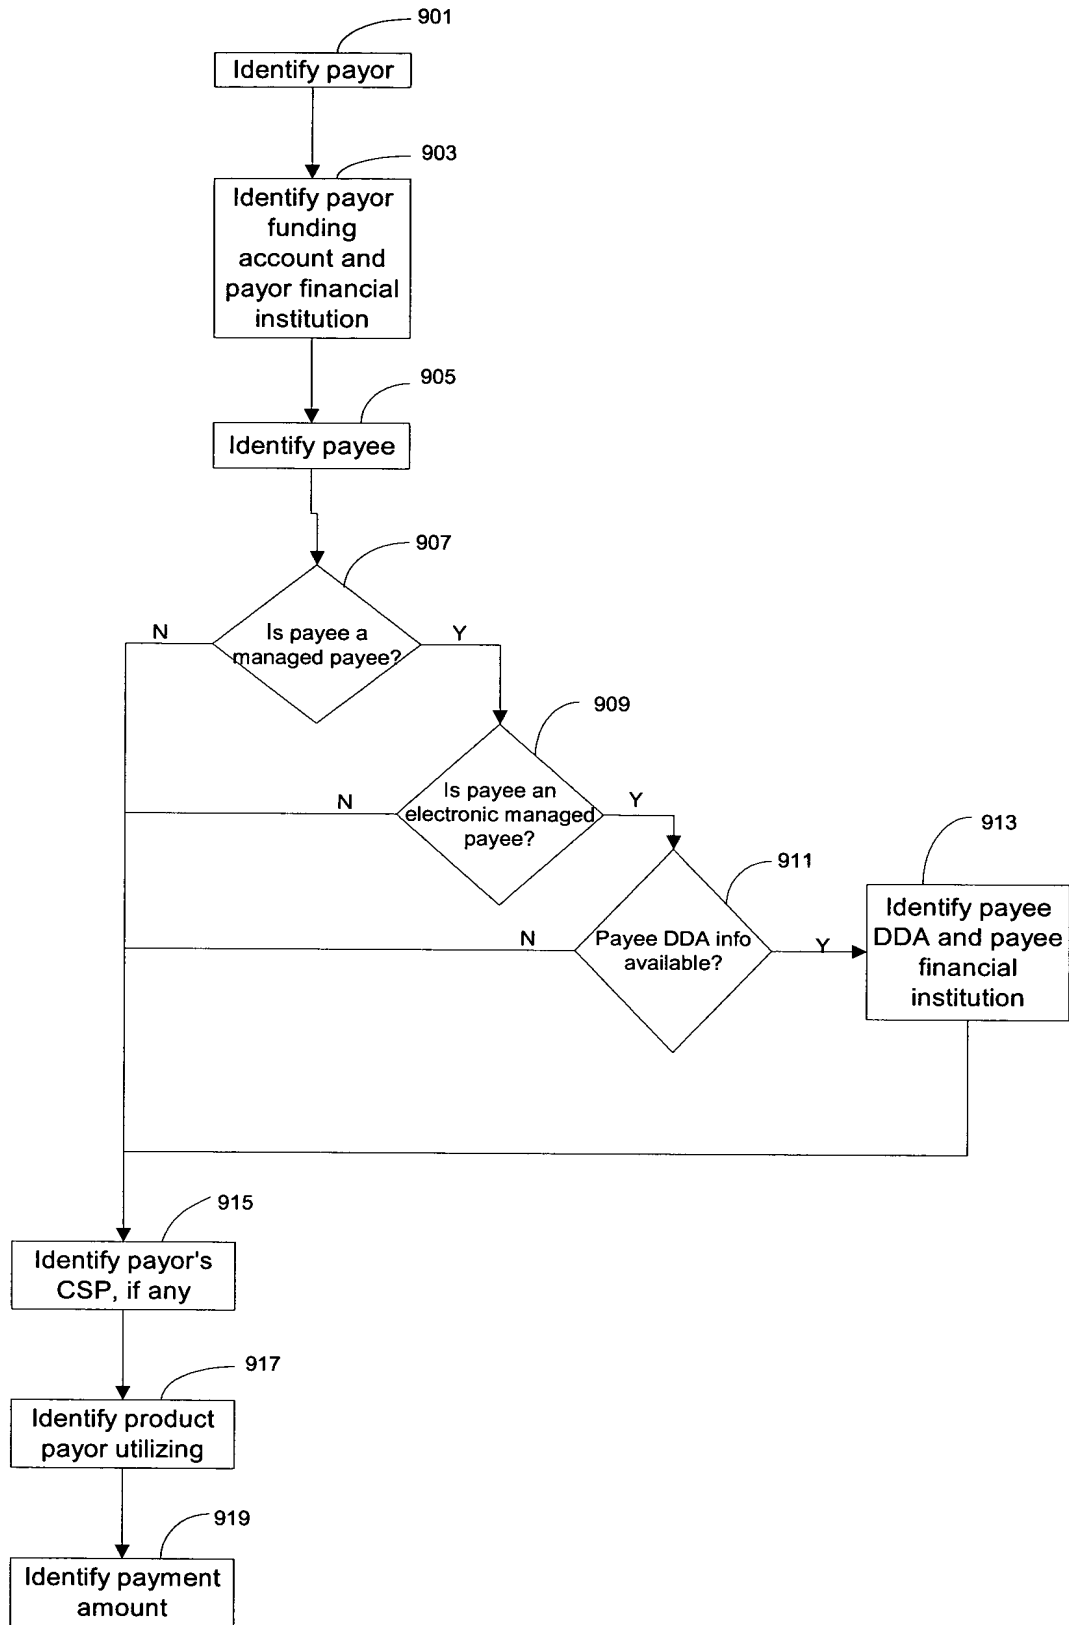 901
Identify payor
903
Identify payor
funding
account and
payor financial
institution
905
Identify payee
907
N
Is payee a
managed payee?
Y
909
N
Is payee an
electronic managed
payee?
Y
911
N
Payee DDA info
available?
Y
913
Identify payee
DDA and payee
financial
institution
915
Identify payor's
CSP, if any
917
Identify product
payor utilizing
919
Identify payment
amount